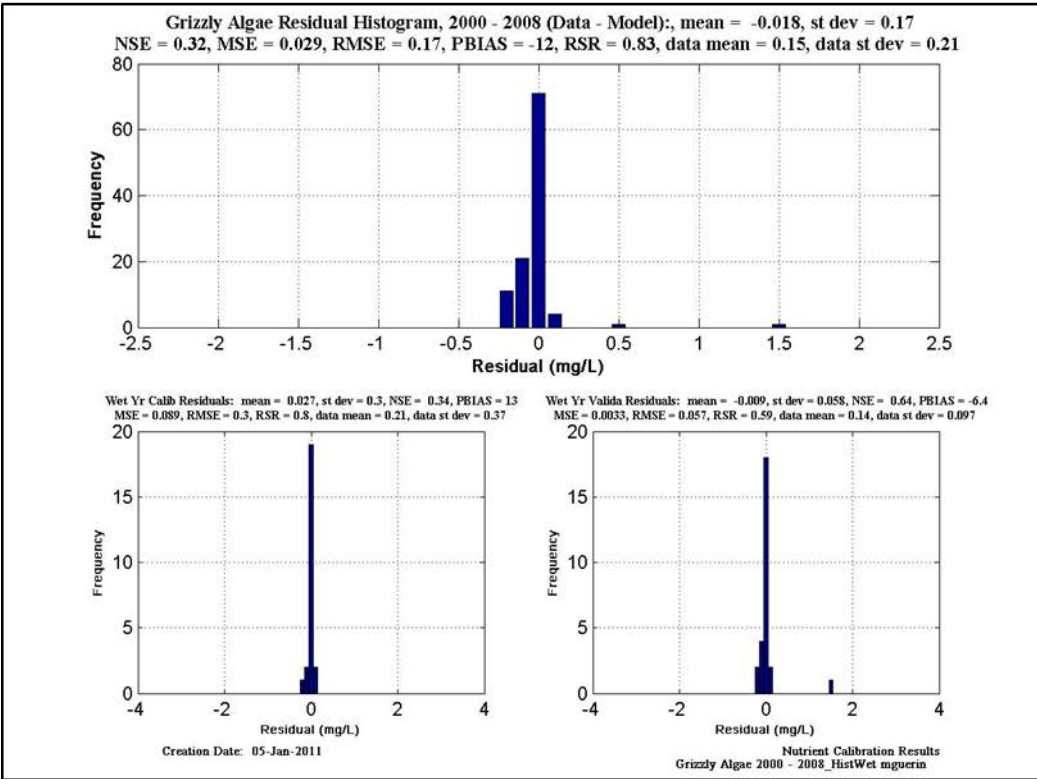 Grizzly Algae Residual Histogram, 2000 - 2008 (Data - Model):, mean = -0.018, st dev = 0.17
NSE = 0.32, MSE = 0.029, RMSE = 0.17, PBIAS = -12, RSR = 0.83, data mean = 0.15, data st dev = 0.21
80
60
40
20
0
Frequency
-2.5 -2 -1.5 -1 -0.5 0 0.5 1 1.5 2 2.5
Residual (mg/L)
Wet Yr Calib Residuals: mean = 0.027, st dev = 0.3, NSE = 0.34, PBIAS = 13
MSE = 0.089, RMSE = 0.3, RSR = 0.8, data mean = 0.21, data st dev = 0.37
20
15
10
5
0
Frequency
-4 -2 0 2 4
Residual (mg/L)
Wet Yr Valida Residuals: mean = -0.009, st dev = 0.058, NSE = 0.64, PBIAS = -6.4
MSE = 0.0033, RMSE = 0.057, RSR = 0.59, data mean = 0.14, data st dev = 0.097
20
15
10
5
0
Frequency
-4 -2 0 2 4
Residual (mg/L)
Creation Date: 05-Jan-2011
Nutrient Calibration Results
Grizzly Algae 2000 - 2008_HistWet mguerin